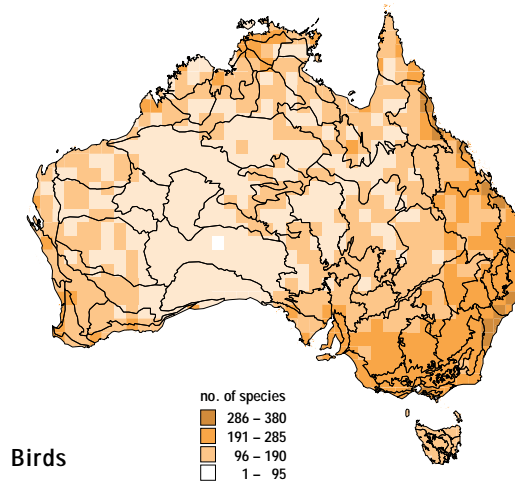 no. of species
286 – 380
191 – 285
96 – 190
1 – 95
Birds